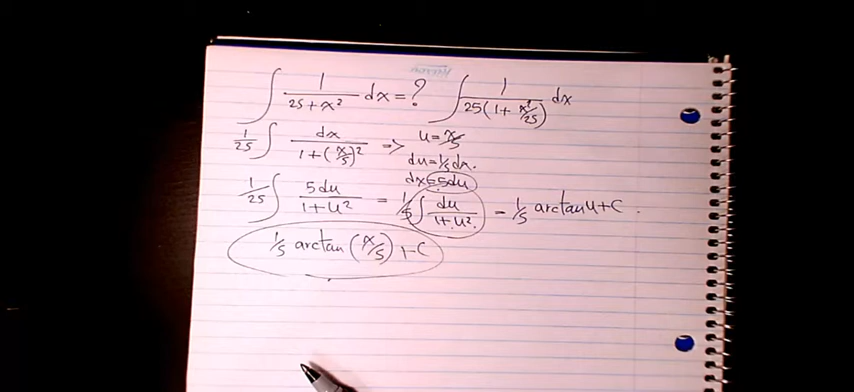 ∫ 1/(25+x²) dx = ? ∫ 1/(25(1+x²/25)) dx
1/25 ∫ dx/(1+(x/5)²) => u=x/5
du=1/5 dx.
dx=5du
1/25 ∫ 5du/(1+u²) = 1/5 ∫ du/(1+u²) = 1/5 arctan u+C.
1/5 arctan(x/5)+C